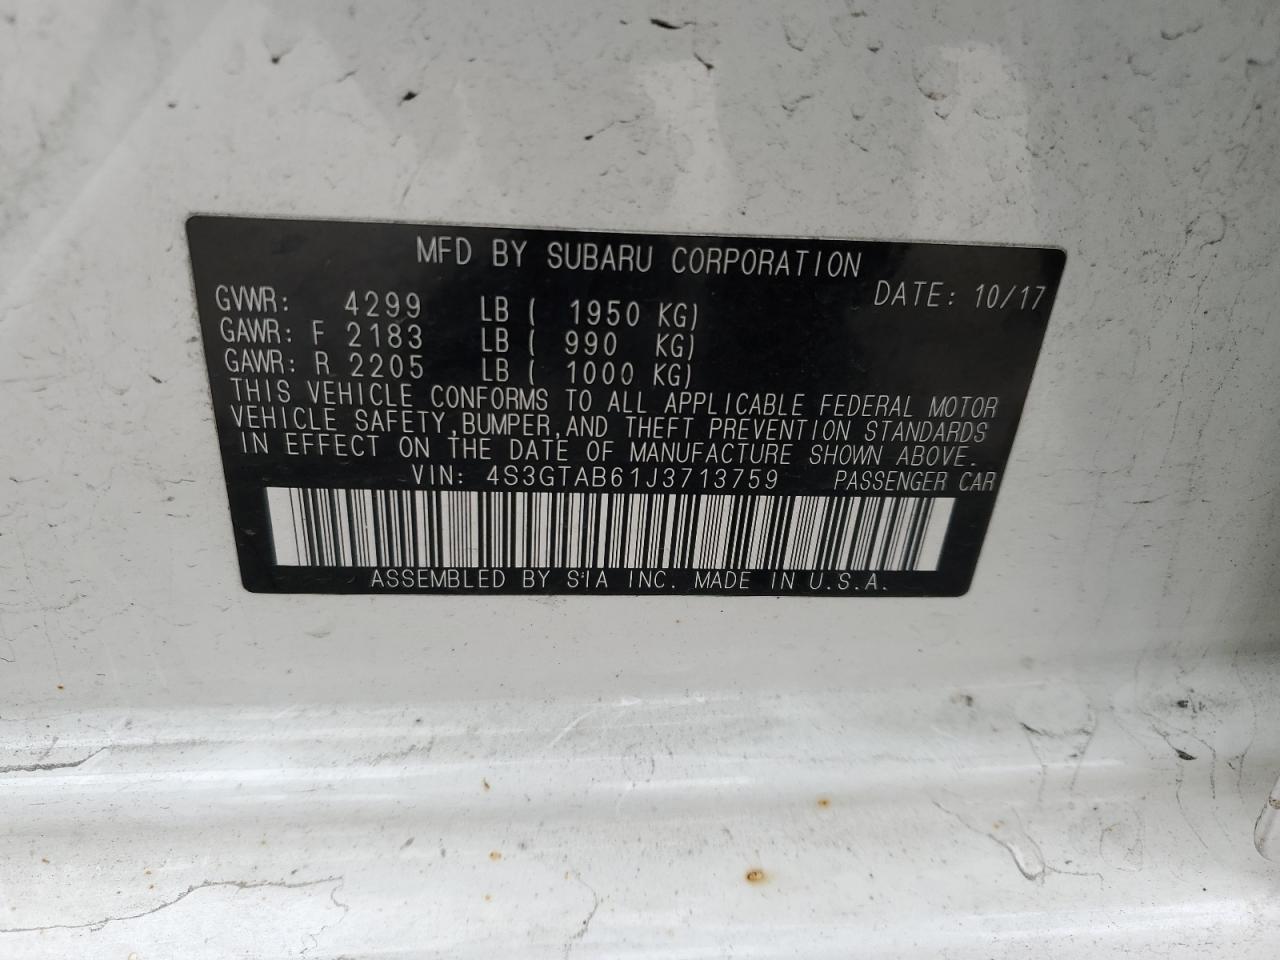 MFD BY SUBARU CORPORATION
DATE: 10/17
GVWR: 4299 LB ( 1950 KG)
GAWR: F 2183 LB ( 990 KG)
GAWR: R 2205 LB ( 1000 KG)
THIS VEHICLE CONFORMS TO ALL APPLICABLE FEDERAL MOTOR
VEHICLE SAFETY,BUMPER,AND THEFT PREVENTION STANDARDS
IN EFFECT ON THE DATE OF MANUFACTURE SHOWN ABOVE.
VIN: 4S3GTAB61J3713759 PASSENGER CAR
ASSEMBLED BY SIA INC. MADE IN U.S.A.